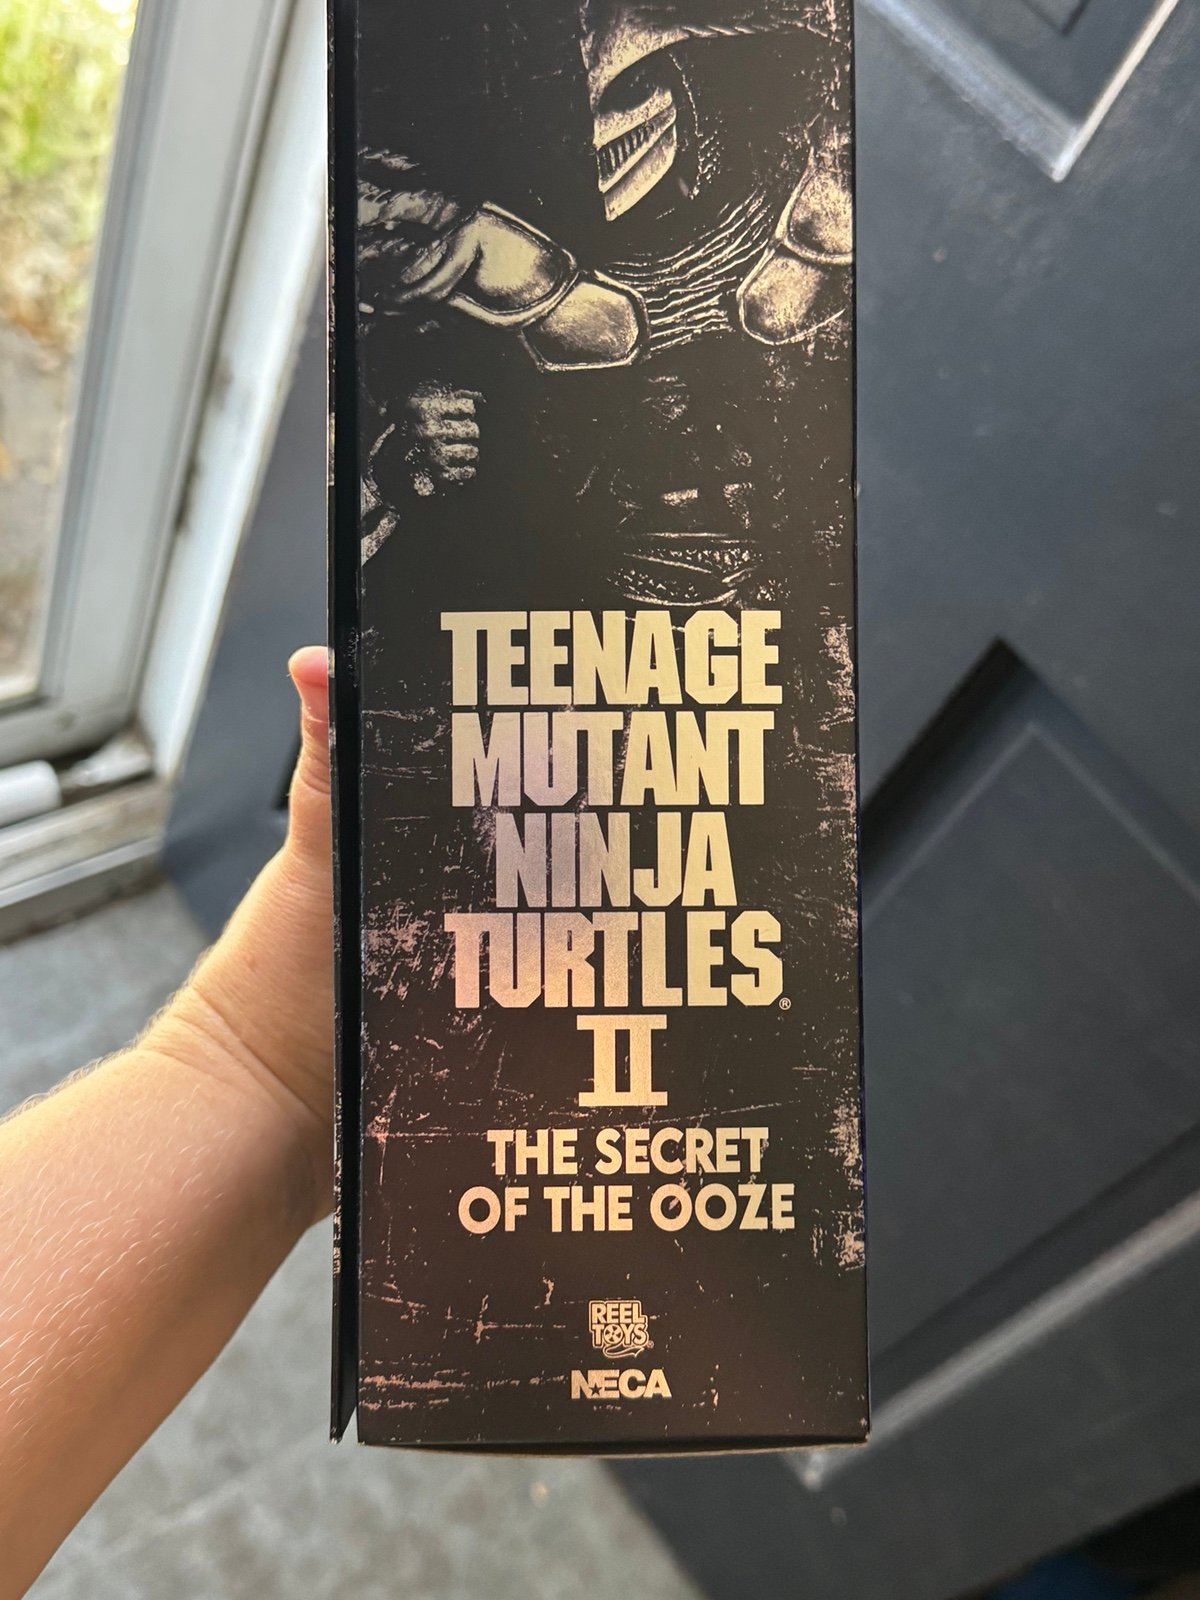 TEENAGE
MUTANT
NINJA
TURTLES®
II
THE SECRET
OF THE OOZE
REEL
TOYS®
NECA